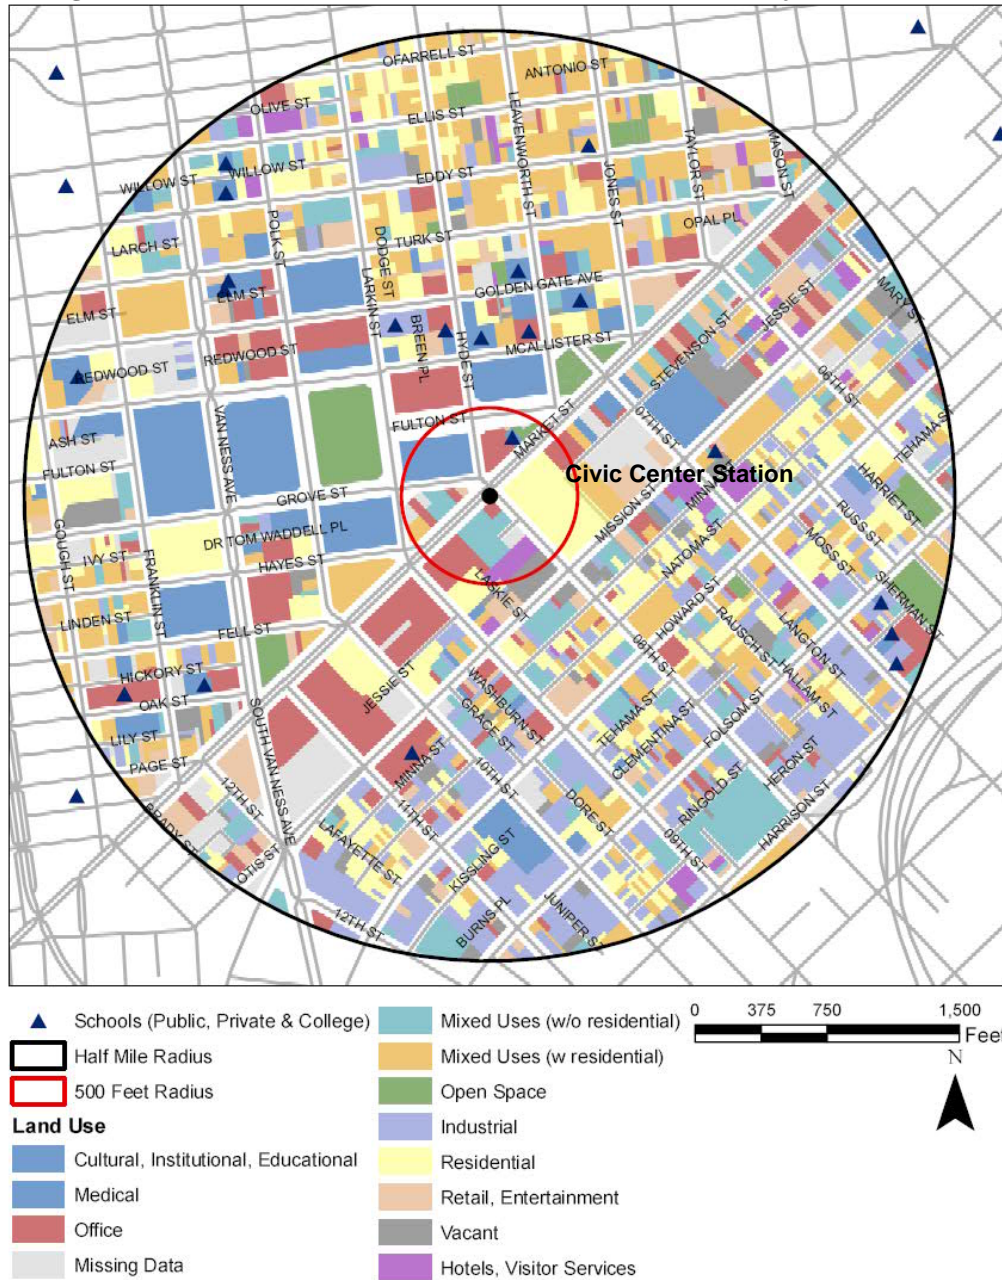 OFARRELL ST
ANTONIO ST
OLIVE ST
ELLIS ST
LEAVENWORTH ST
TAYLOR ST
MASON ST
WILLOW ST
WILLOW ST
EDDY ST
JONES ST
POLK ST
OPAL PL
LARCH ST
TURK ST
DODGE ST
LARKIN ST
GOLDEN GATE AVE
MARY ST
ELM ST
ELM ST
JESSIE ST
BREEN PL
HYDE ST
STEVENSON ST
REDWOOD ST
MCALLISTER ST
REDWOOD ST
06TH ST
VAN NESS AVE
FULTON ST
MARKET ST
07TH ST
TEHAMA ST
ASH ST
FULTON ST
Civic Center Station
MINNA
HARRIET ST
GROVE ST
MISSION ST
RUSS ST
GOUGH ST
DR TOM WADDELL PL
NATOMA ST
MOSS ST
IVY ST
FRANKLIN ST
HAYES ST
LASKIE ST
HOWARD ST
SHERMAN ST
LINDEN ST
FELL ST
RAUSCH ST
LANGTON ST
08TH ST
HICKORY ST
JESSIE ST
WASHBURN ST
HALLAM ST
OAK ST
GRACE ST
TEHAMA ST
FOLSOM ST
LILY ST
SOUTH VAN NESS AVE
CLEMENTINA ST
HERON ST
PAGE ST
MINNA ST
10TH ST
RINGOLD ST
HARRISON ST
BRADY ST
12TH ST
11TH ST
DORE ST
LAFAYETTE ST
KISSLING ST
09TH ST
OTIS ST
12TH ST
BURNS PL
JUNIPER ST
Schools (Public, Private & College)
Half Mile Radius
500 Feet Radius
Land Use
Cultural, Institutional, Educational
Medical
Office
Missing Data
Mixed Uses (w/o residential)
Mixed Uses (w residential)
Open Space
Industrial
Residential
Retail, Entertainment
Vacant
Hotels, Visitor Services
0 375 750 1,500
Feet
N